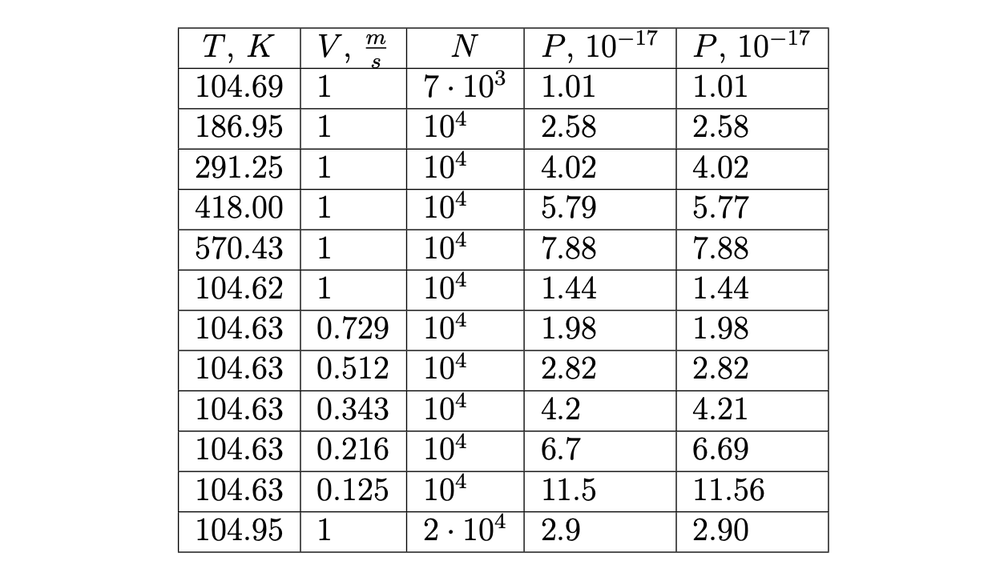 T, K V, m/s N P, 10^{-17} P, 10^{-17}
104.69 1 7 · 10^3 1.01 1.01
186.95 1 10^4 2.58 2.58
291.25 1 10^4 4.02 4.02
418.00 1 10^4 5.79 5.77
570.43 1 10^4 7.88 7.88
104.62 1 10^4 1.44 1.44
104.63 0.729 10^4 1.98 1.98
104.63 0.512 10^4 2.82 2.82
104.63 0.343 10^4 4.2 4.21
104.63 0.216 10^4 6.7 6.69
104.63 0.125 10^4 11.5 11.56
104.95 1 2 · 10^4 2.9 2.90